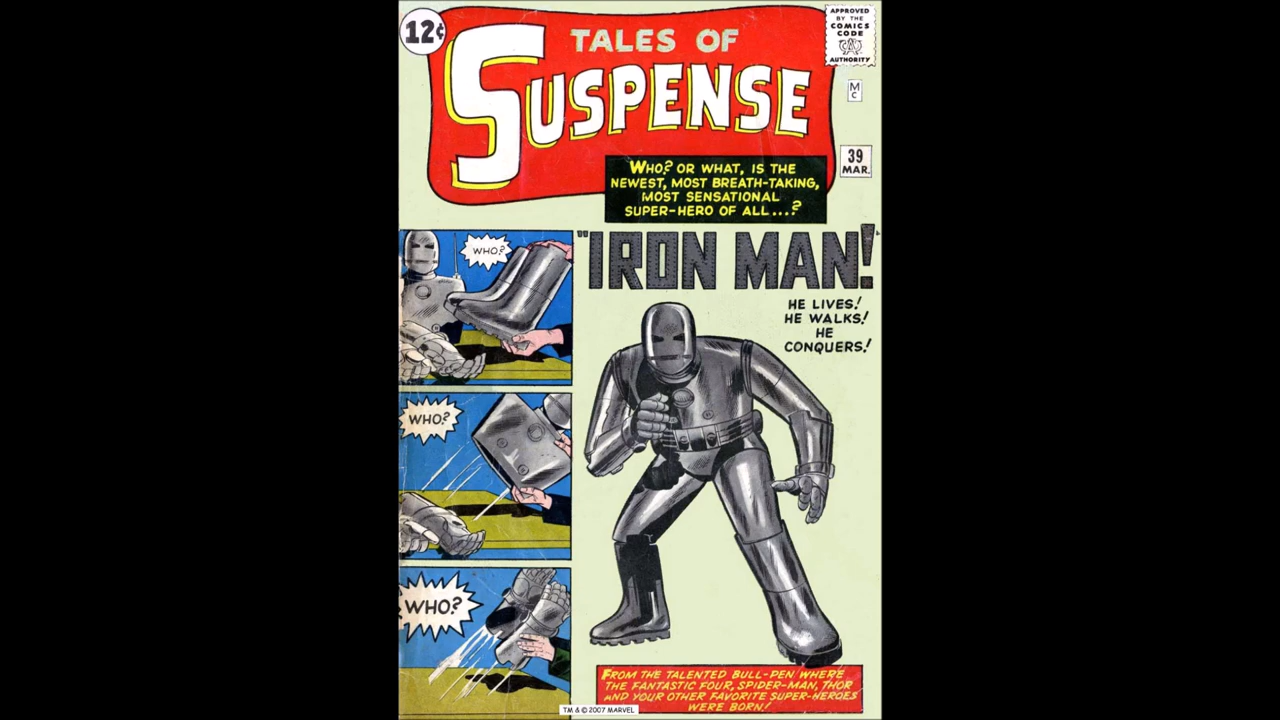 12¢
TALES OF
SUSPENSE
APPROVED
BY THE
COMICS
CODE
CA
AUTHORITY
M
C
39
MAR.
WHO? OR WHAT, IS THE
NEWEST, MOST BREATH-TAKING,
MOST SENSATIONAL
SUPER-HERO OF ALL...?
"IRON MAN!"
HE LIVES!
HE WALKS!
HE
CONQUERS!
WHO?
WHO?
WHO?
FROM THE TALENTED BULL-PEN WHERE
THE FANTASTIC FOUR, SPIDER-MAN, THOR
AND YOUR OTHER FAVORITE SUPER-HEROES
WERE BORN!
TM & © 2007 MARVEL